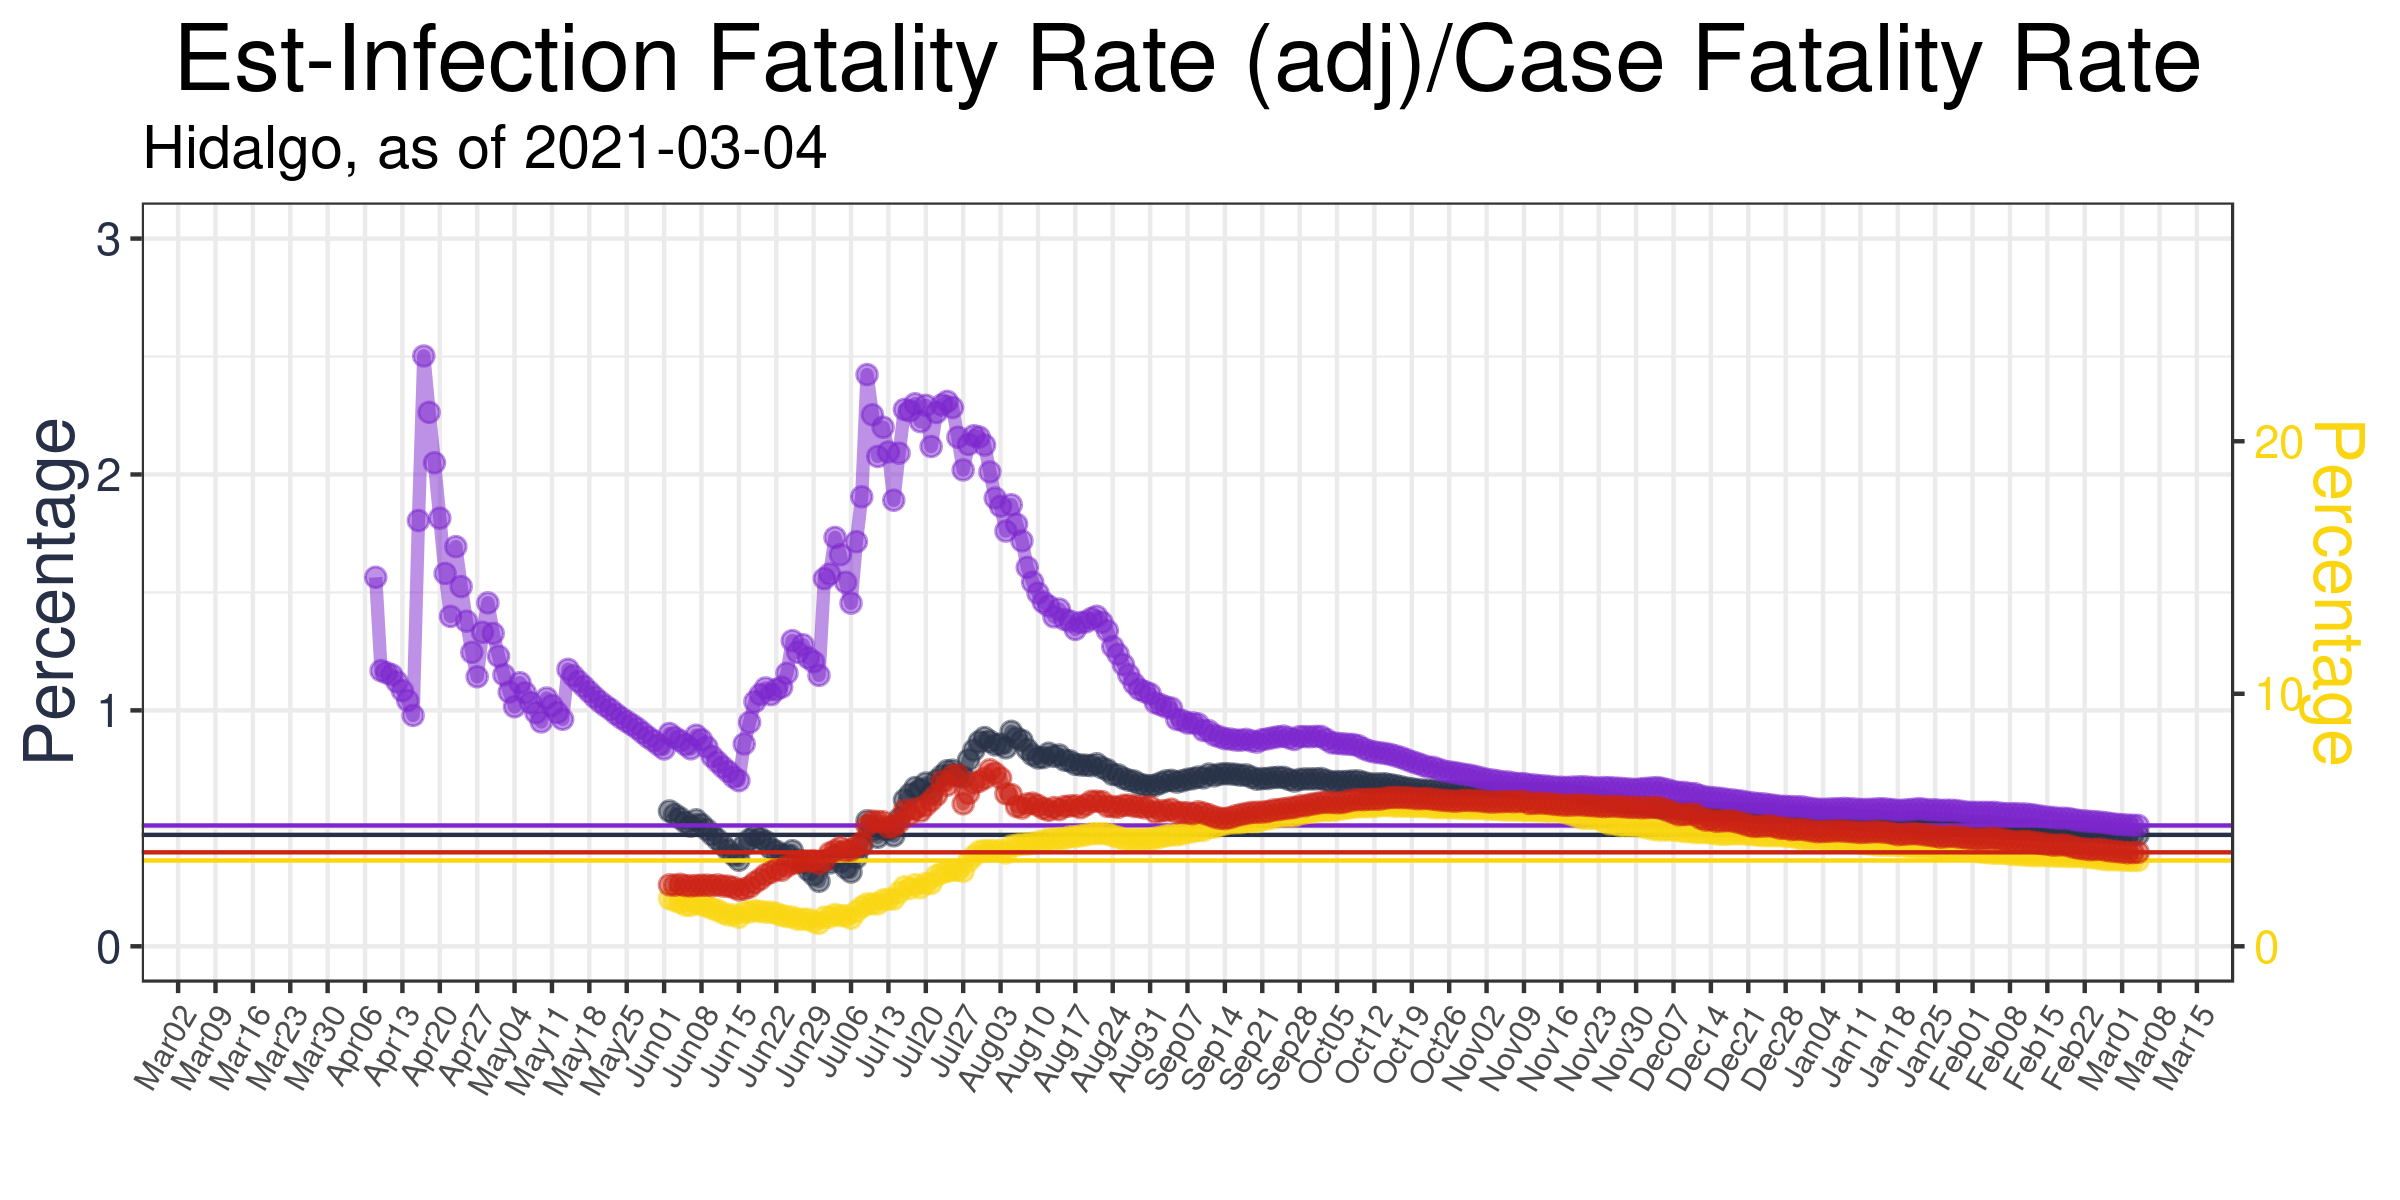 Est-Infection Fatality Rate (adj)/Case Fatality Rate
Hidalgo, as of 2021-03-04
Percentage
3
2
1
0
20
10
0
Percentage
Mar02
Mar09
Mar16
Mar23
Mar30
Apr06
Apr13
Apr20
Apr27
May04
May11
May18
May25
Jun01
Jun08
Jun15
Jun22
Jun29
Jul06
Jul13
Jul20
Jul27
Aug03
Aug10
Aug17
Aug24
Aug31
Sep07
Sep14
Sep21
Sep28
Oct05
Oct12
Oct19
Oct26
Nov02
Nov09
Nov16
Nov23
Nov30
Dec07
Dec14
Dec21
Dec28
Jan04
Jan11
Jan18
Jan25
Feb01
Feb08
Feb15
Feb22
Mar01
Mar08
Mar15